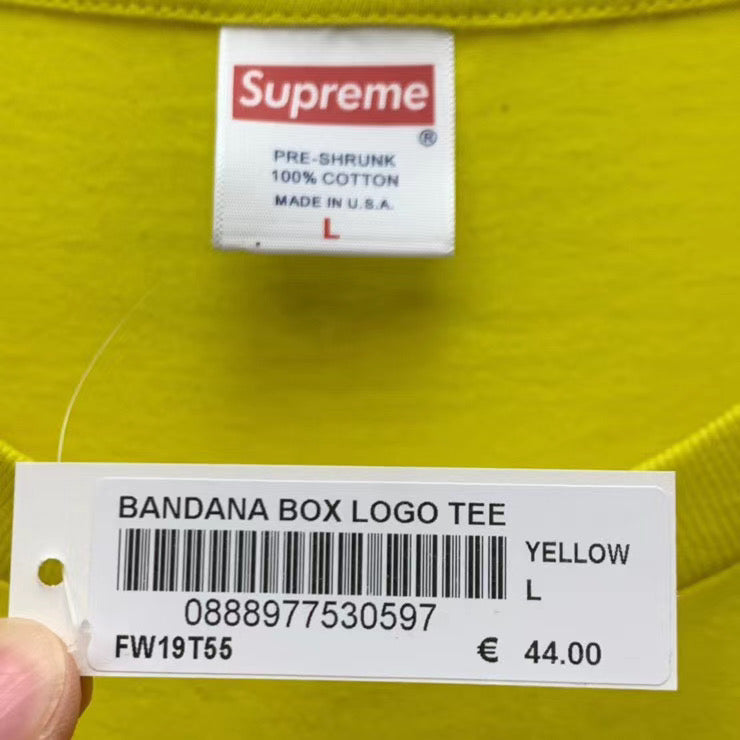 Supreme
®
PRE-SHRUNK
100% COTTON
MADE IN U.S.A.
L
BANDANA BOX LOGO TEE
YELLOW
L
0888977530597
FW19T55
€ 44.00